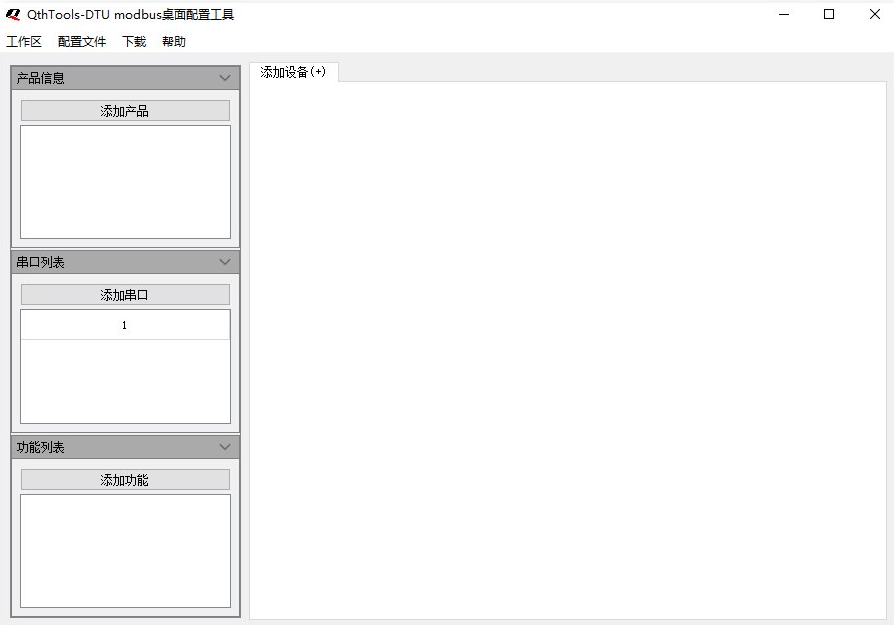 QthTools-DTU modbus桌面配置工具
工作区 配置文件 下载 帮助
产品信息
添加设备(+)
添加产品
串口列表
添加串口
1
功能列表
添加功能